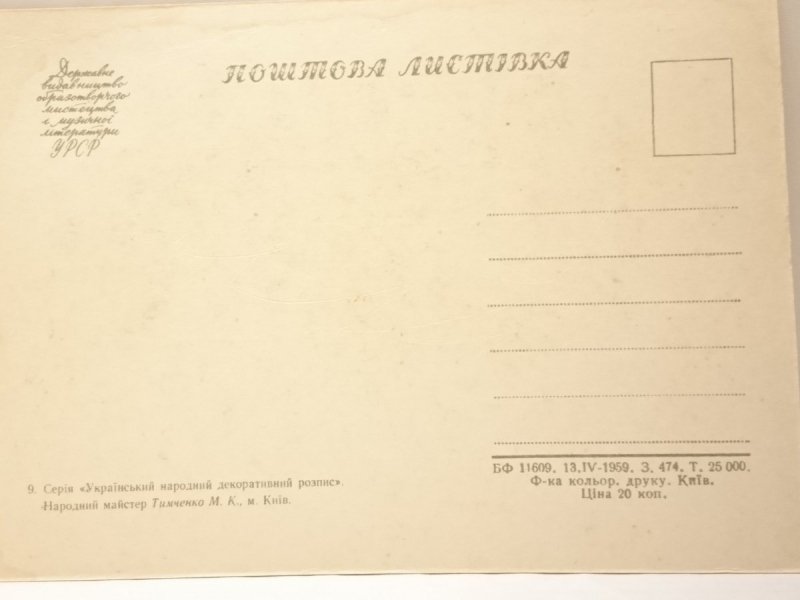 Державне
видавництво
образотворчого
мистецтва
і музичної
літератури
УРСР
ПОШТОВА ЛИСТІВКА
9. Серія «Український народний декоративний розпис».
Народний майстер Тимченко М. К., м. Київ.
БФ 11609. 13.IV-1959. З. 474. Т. 25 000.
Ф-ка кольор. друку. Київ.
Ціна 20 коп.